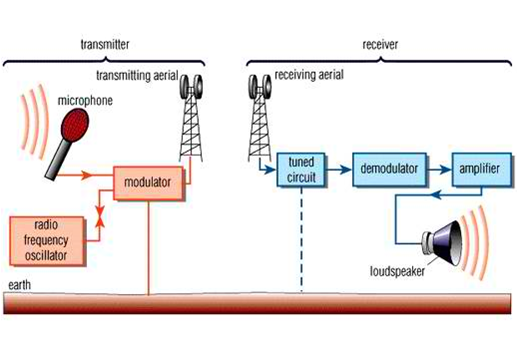 transmitter
receiver
transmitting aerial
receiving aerial
microphone
modulator
radio
frequency
oscillator
tuned
circuit
demodulator
amplifier
loudspeaker
earth